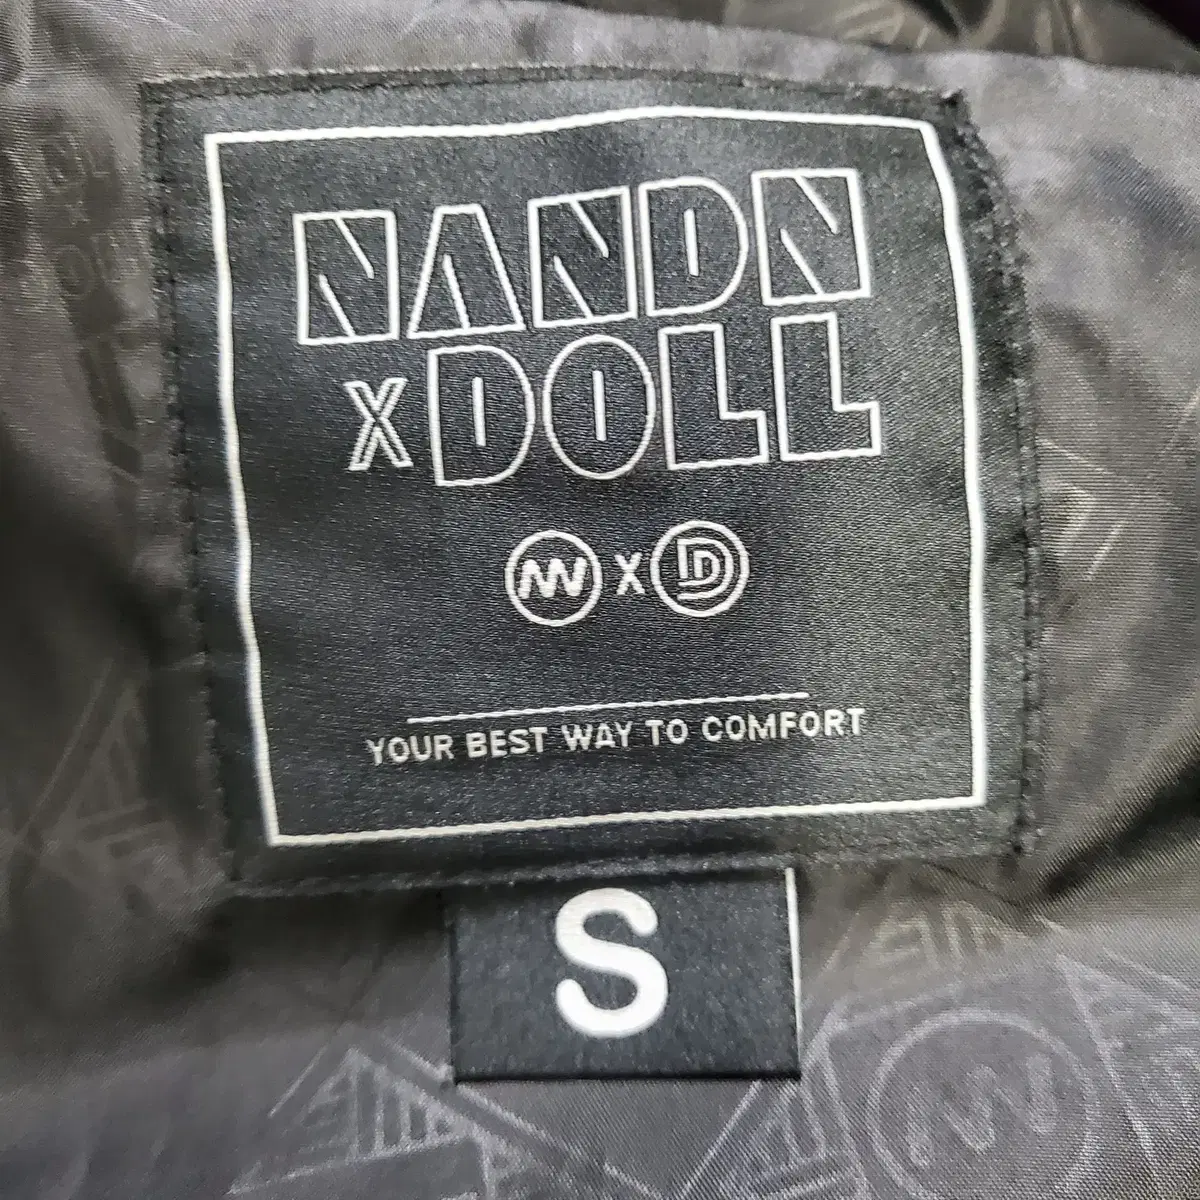 NANDN
X DOLL
NN X D
YOUR BEST WAY TO COMFORT
S